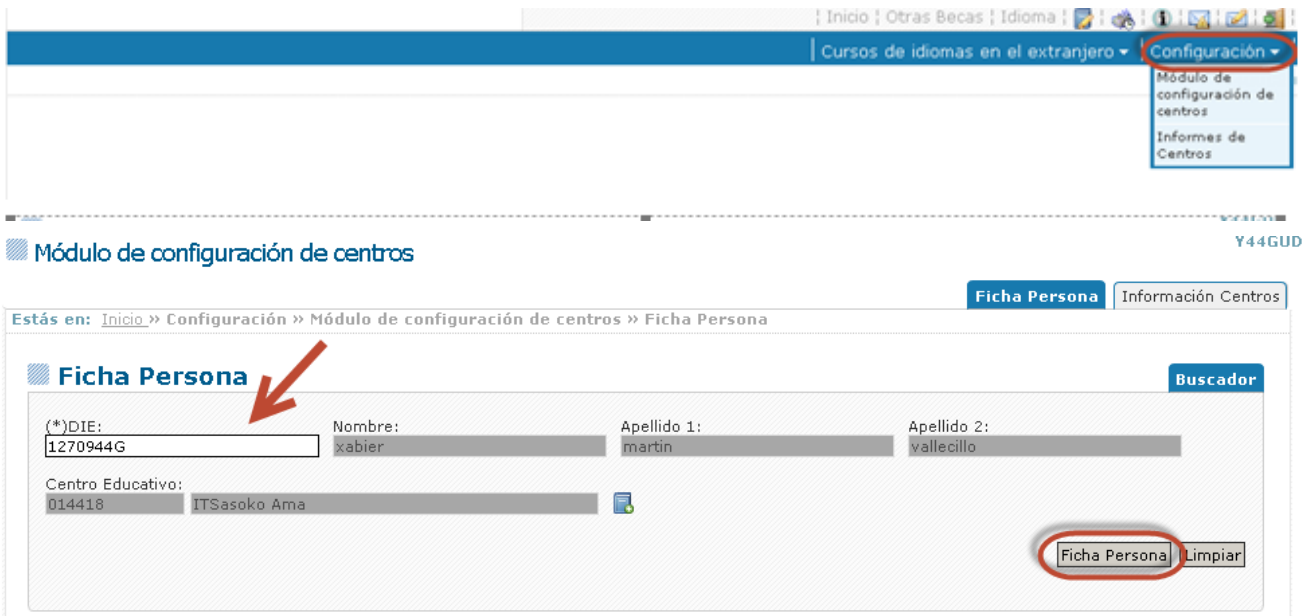 Inicio Otras Becas Idioma
Cursos de idiomas en el extranjero Configuración
Módulo de
configuración de
centros
Informes de
Centros
Módulo de configuración de centros
Y44GUD
Ficha Persona Información Centros
Estás en: Inicio » Configuración » Módulo de configuración de centros » Ficha Persona
Ficha Persona
Buscador
(*)DIE: Nombre: Apellido 1: Apellido 2:
1270944G xabier martin vallecillo
Centro Educativo:
014418 ITSasoko Ama
Ficha Persona Limpiar